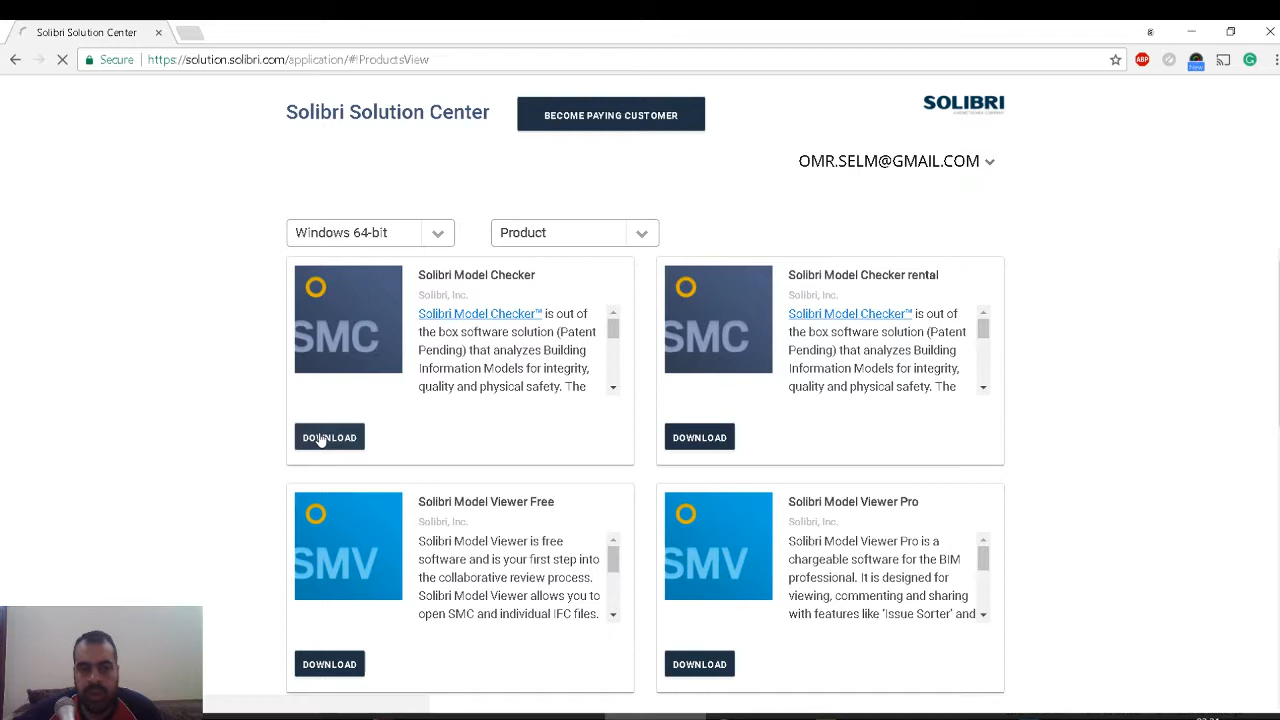 Solibri Solution Center
Secure https://solution.solibri.com/application/#!ProductsView
ABP
New
Solibri Solution Center
BECOME PAYING CUSTOMER
SOLIBRI
OMR.SELM@GMAIL.COM
Windows 64-bit
Product
SMC
Solibri Model Checker
Solibri, Inc.
Solibri Model Checker™ is out of
the box software solution (Patent
Pending) that analyzes Building
Information Models for integrity,
quality and physical safety. The
DOWNLOAD
SMC
Solibri Model Checker rental
Solibri, Inc.
Solibri Model Checker™ is out of
the box software solution (Patent
Pending) that analyzes Building
Information Models for integrity,
quality and physical safety. The
DOWNLOAD
SMV
Solibri Model Viewer Free
Solibri, Inc.
Solibri Model Viewer is free
software and is your first step into
the collaborative review process.
Solibri Model Viewer allows you to
open SMC and individual IFC files.
DOWNLOAD
SMV
Solibri Model Viewer Pro
Solibri, Inc.
Solibri Model Viewer Pro is a
chargeable software for the BIM
professional. It is designed for
viewing, commenting and sharing
with features like 'Issue Sorter' and
DOWNLOAD